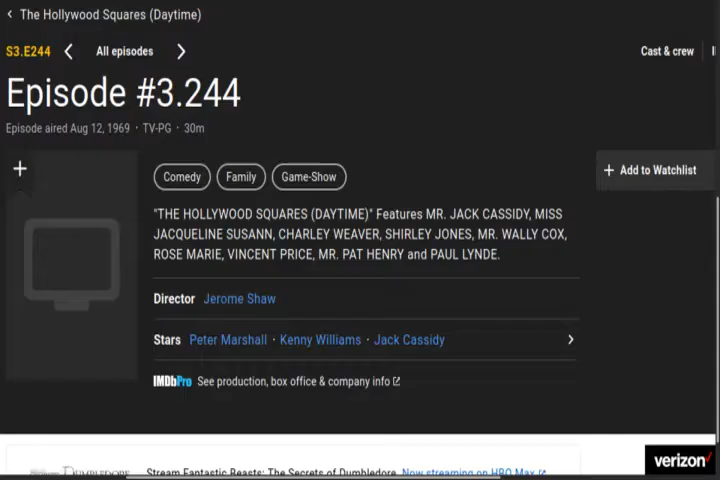 The Hollywood Squares (Daytime)
S3.E244 All episodes Cast & crew
Episode #3.244
Episode aired Aug 12, 1969 · TV-PG · 30m
Comedy Family Game-Show
+ Add to Watchlist
"THE HOLLYWOOD SQUARES (DAYTIME)" Features MR. JACK CASSIDY, MISS
JACQUELINE SUSANN, CHARLEY WEAVER, SHIRLEY JONES, MR. WALLY COX,
ROSE MARIE, VINCENT PRICE, MR. PAT HENRY and PAUL LYNDE.
Director Jerome Shaw
Stars Peter Marshall · Kenny Williams · Jack Cassidy
IMDbPro See production, box office & company info
verizon
DUMBLEDORE Stream Fantastic Beasts: The Secrets of Dumbledore. Now streaming on HBO Max